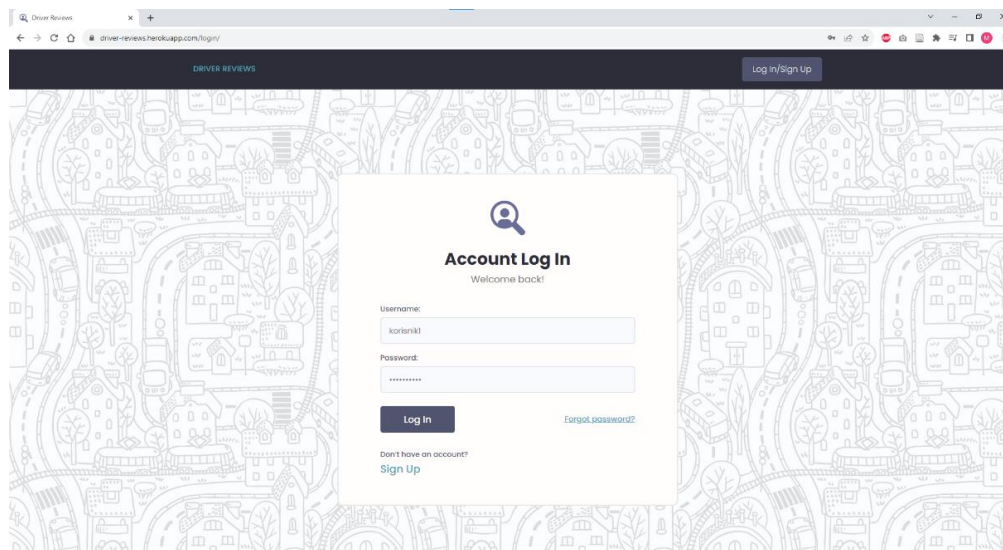 Driver Reviews
driver-reviews.herokuapp.com/login/
DRIVER REVIEWS
Log In/Sign Up
Account Log In
Welcome back!
Username:
korisnik1
Password:
••••••••••
Log In
Forgot password?
Don't have an account?
Sign Up